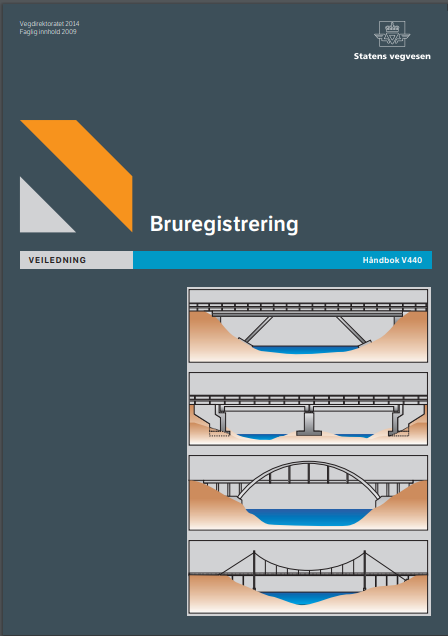 Vegdirektoratet 2014
Faglig innhold 2009
Statens vegvesen
Bruregistrering
VEILEDNING
Håndbok V440